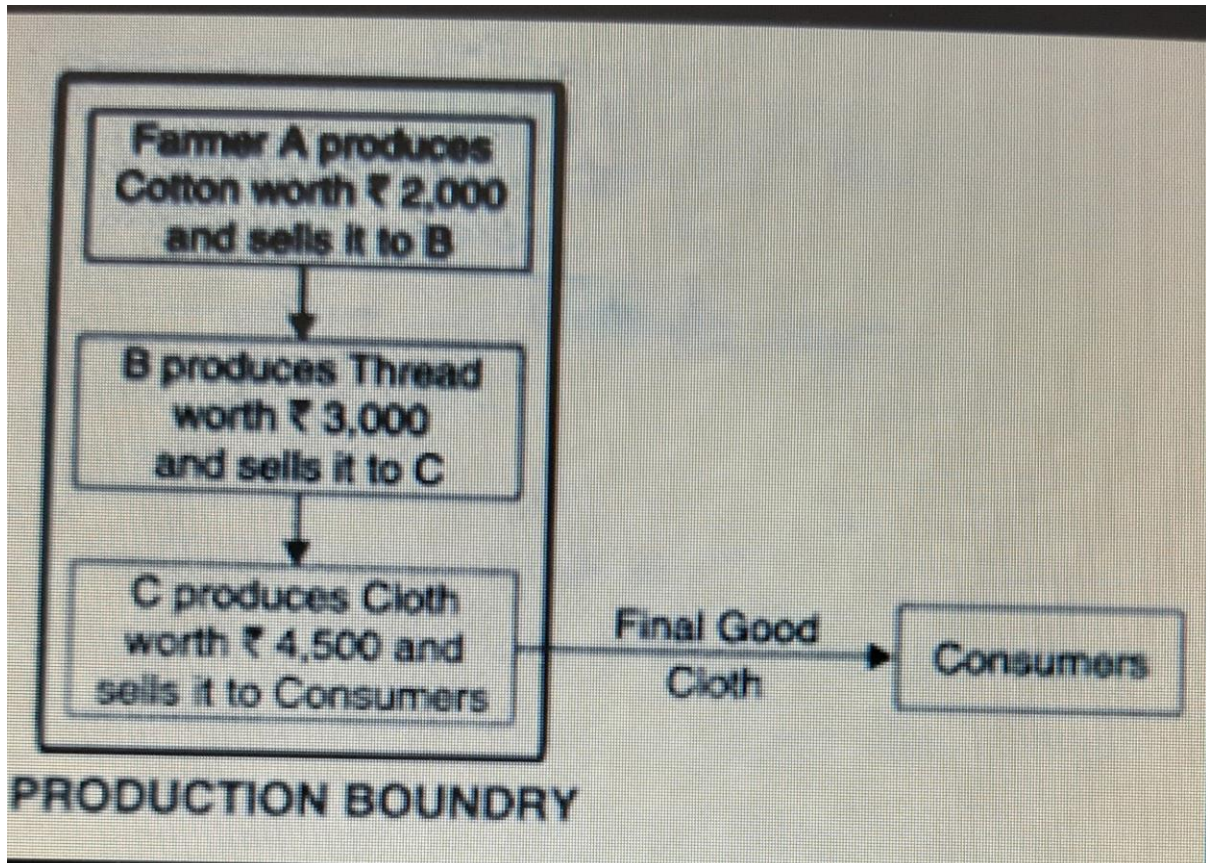 Farmer A produces
Cotton worth ₹ 2,000
and sells it to B
B produces Thread
worth ₹ 3,000
and sells it to C
C produces Cloth
worth ₹ 4,500 and
sells it to Consumers
Final Good
Cloth
Consumers
PRODUCTION BOUNDRY